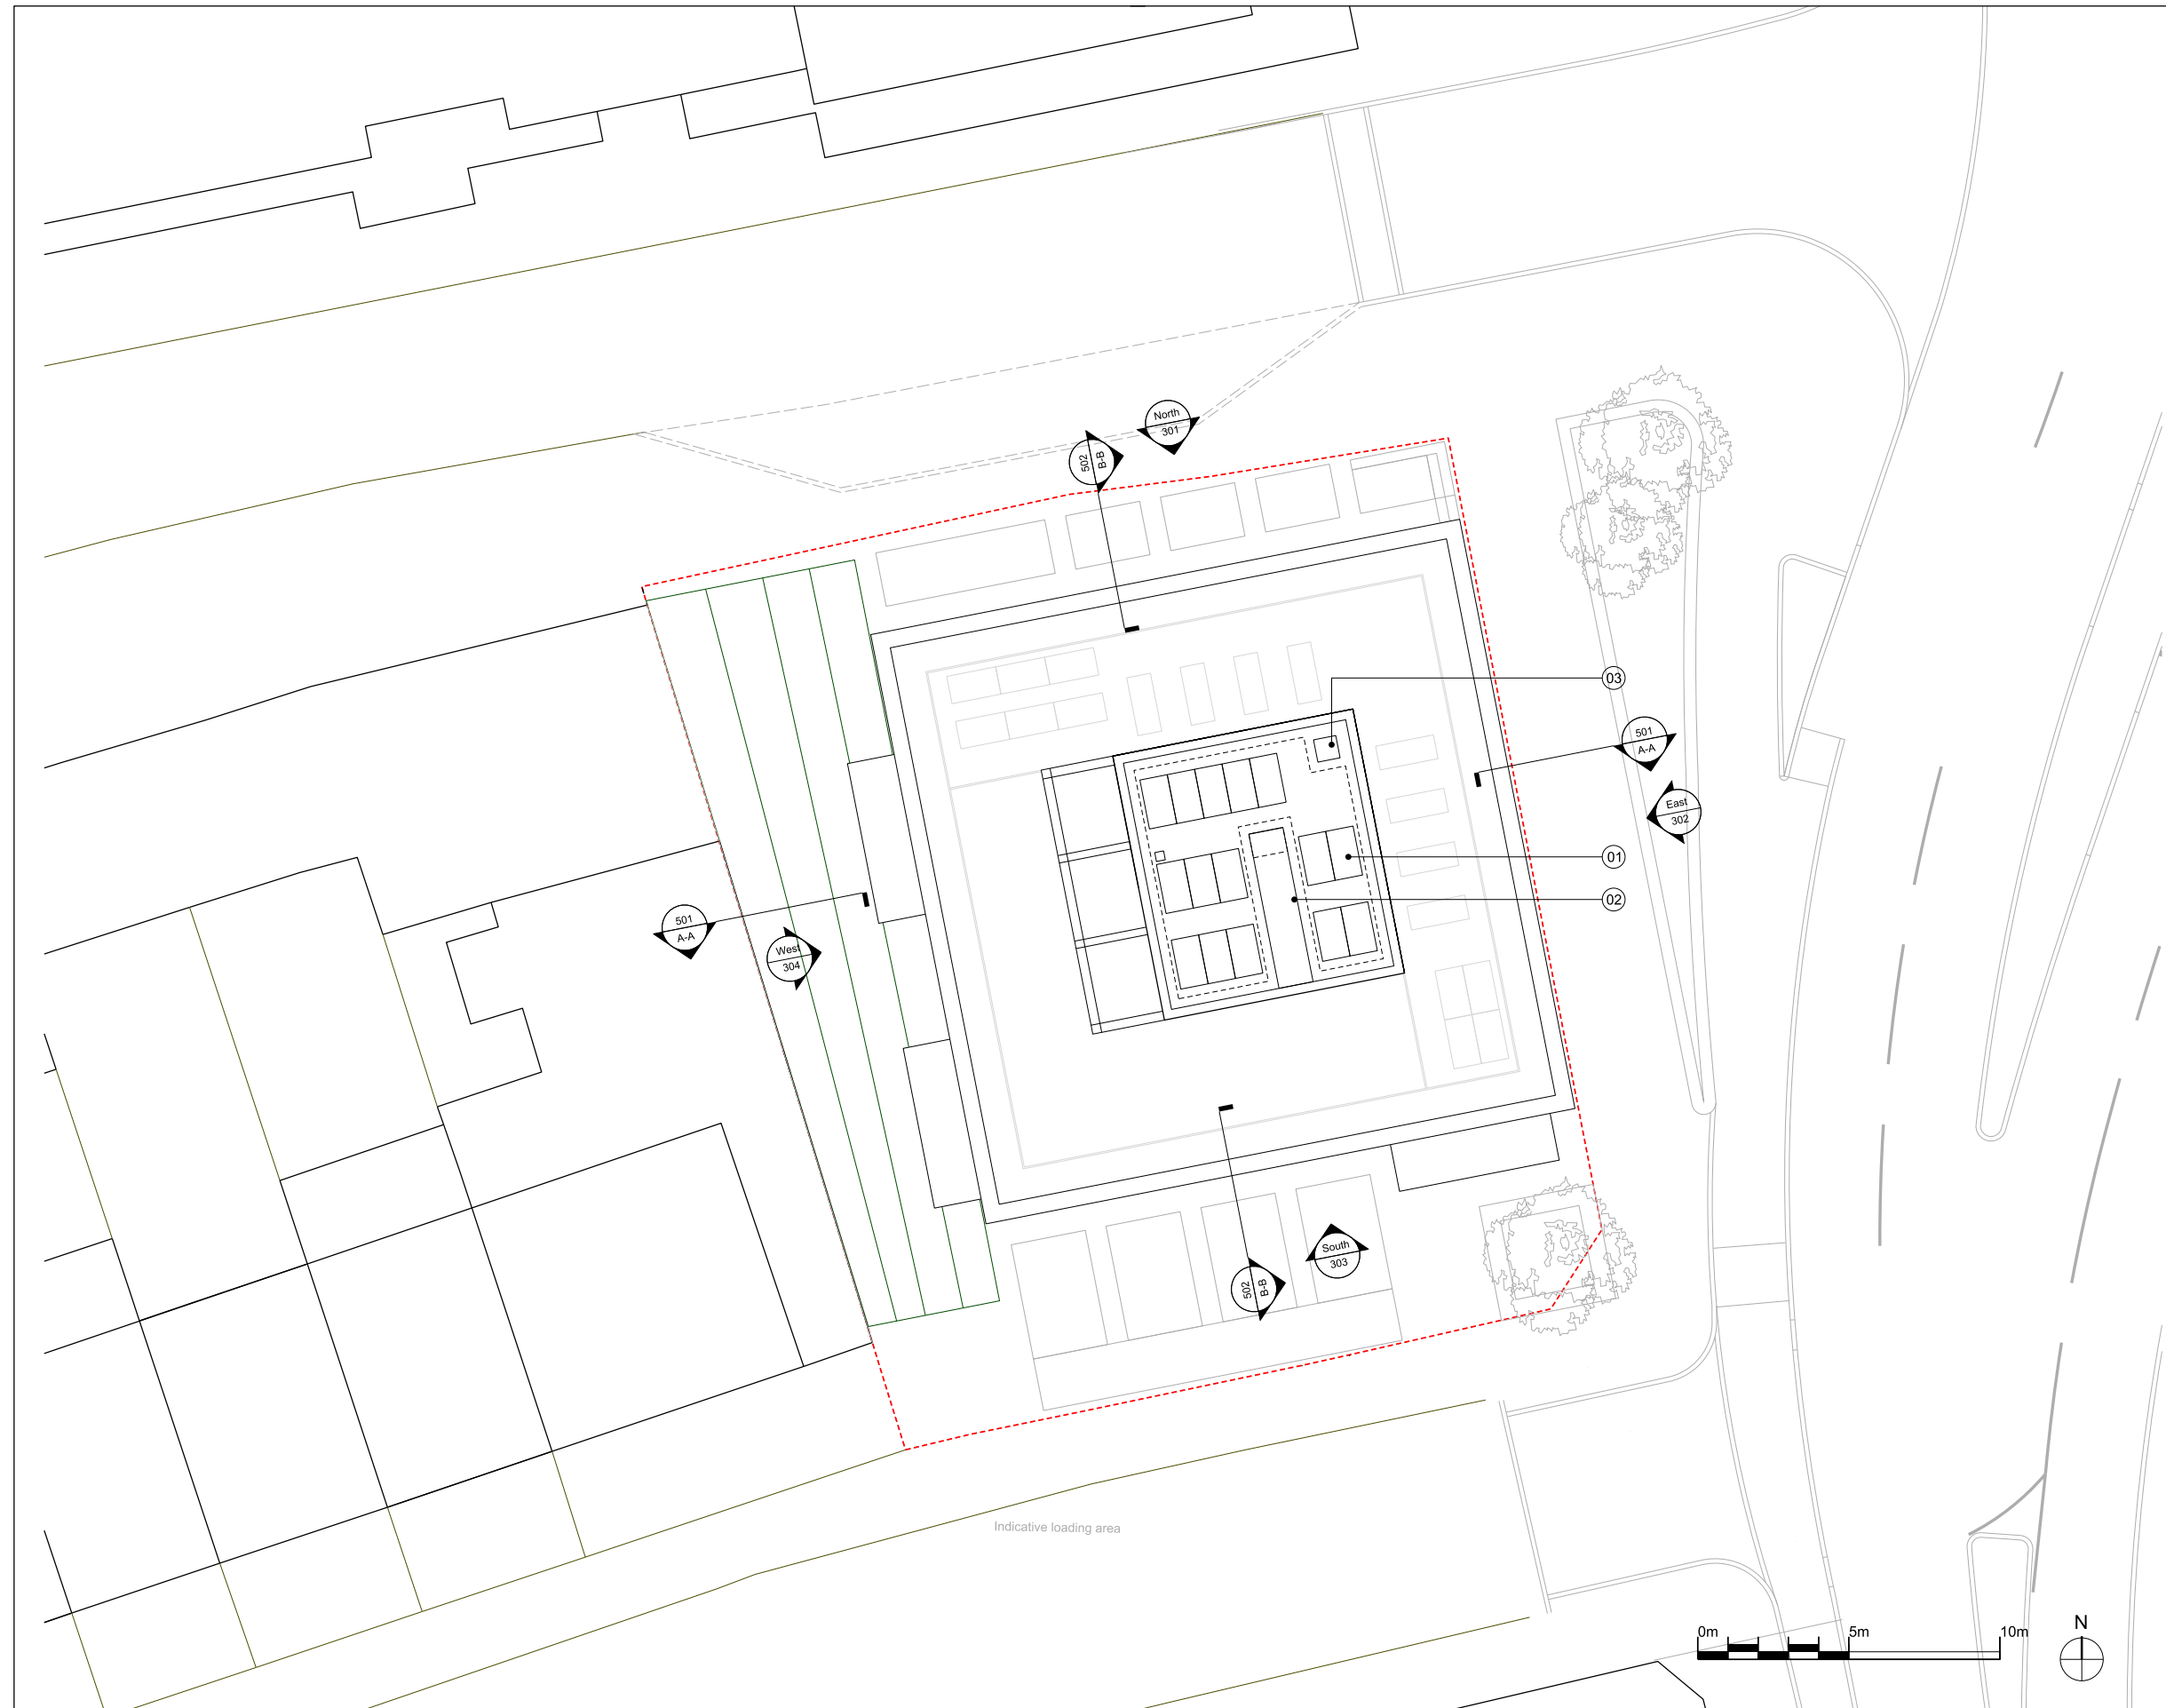 North
301
502
B-B
03
501
A-A
East
302
01
02
501
A-A
West
304
South
303
502
B-B
Indicative loading area
0m
5m
10m
N